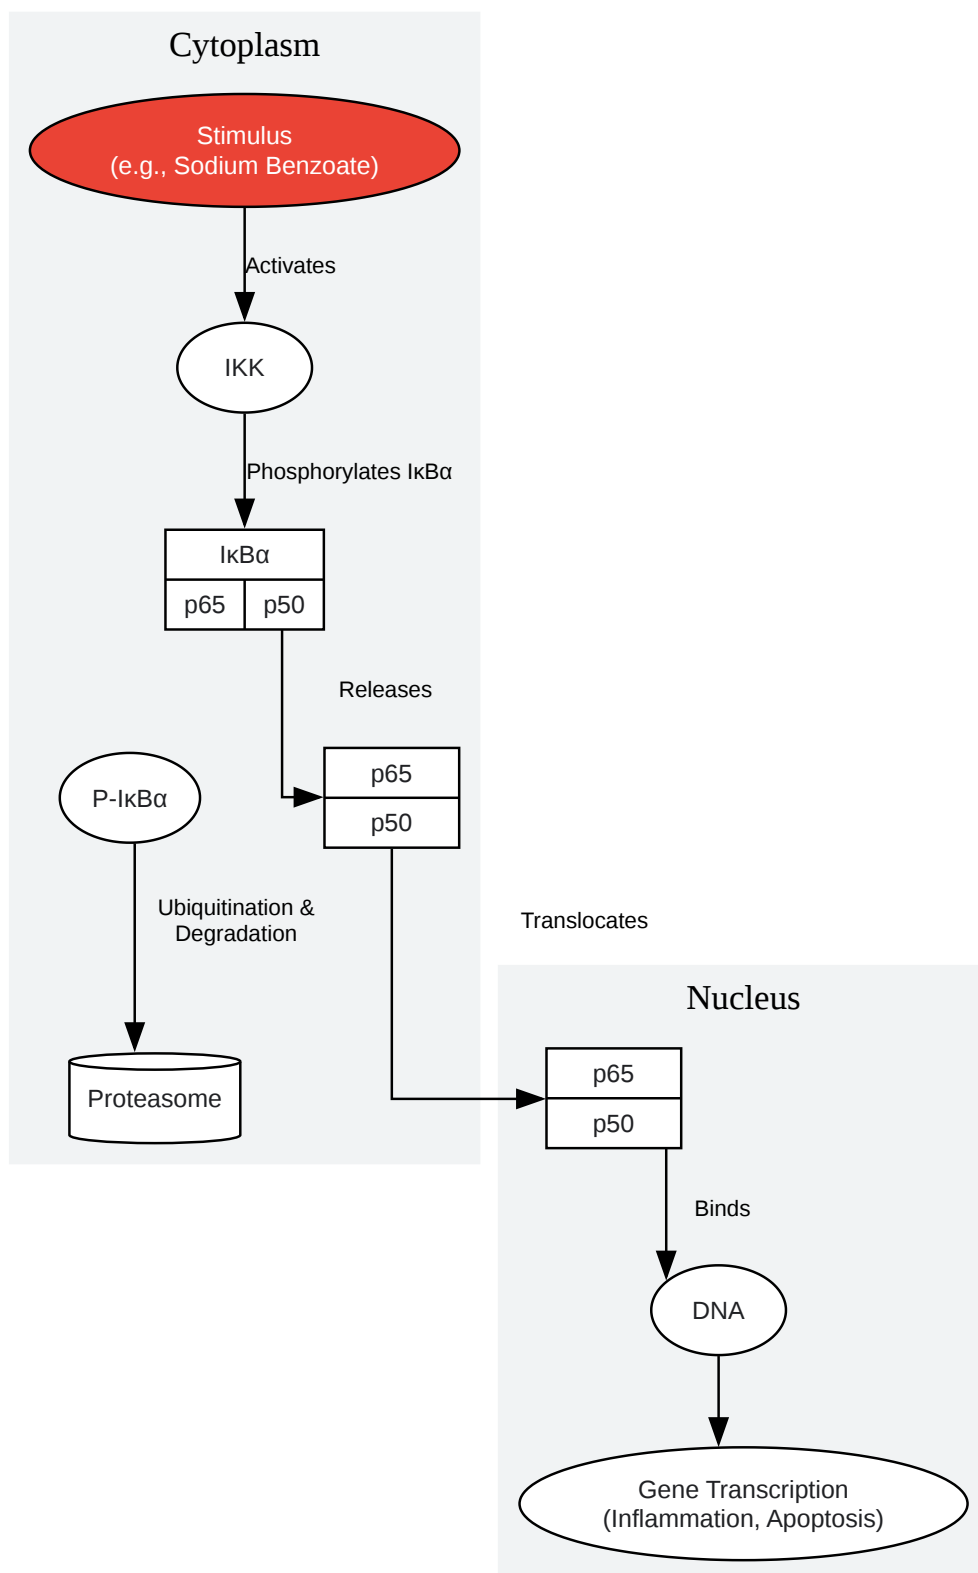 Cytoplasm
Stimulus
(e.g., Sodium Benzoate)
Activates
IKK
Phosphorylates IκBα
IκBα
p65 p50
Releases
p65
p50
P-IκBα
Ubiquitination &
Degradation
Proteasome
Translocates
Nucleus
p65
p50
Binds
DNA
Gene Transcription
(Inflammation, Apoptosis)